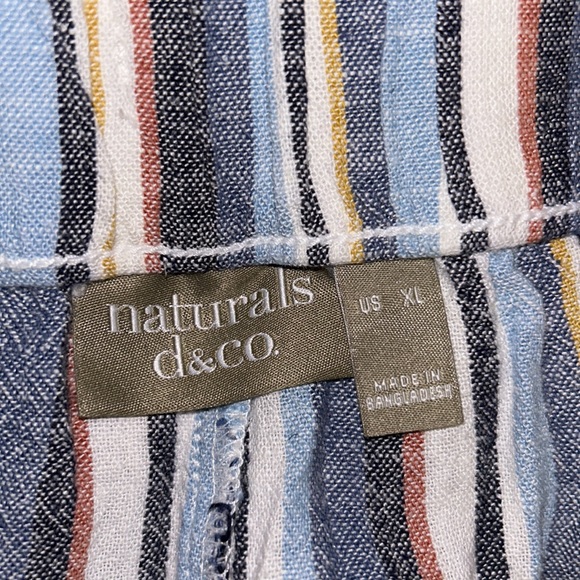 naturals
d&co.
US XL
MADE IN
BANGLADESH